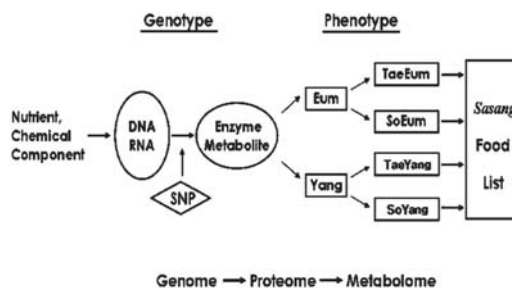 Genotype
Phenotype
Nutrient,
Chemical
Component
DNA
RNA
SNP
Enzyme
Metabolite
Eum
Yang
TaeEum
SoEum
TaeYang
SoYang
Sasang
Food
List
Genome → Proteome → Metabolome